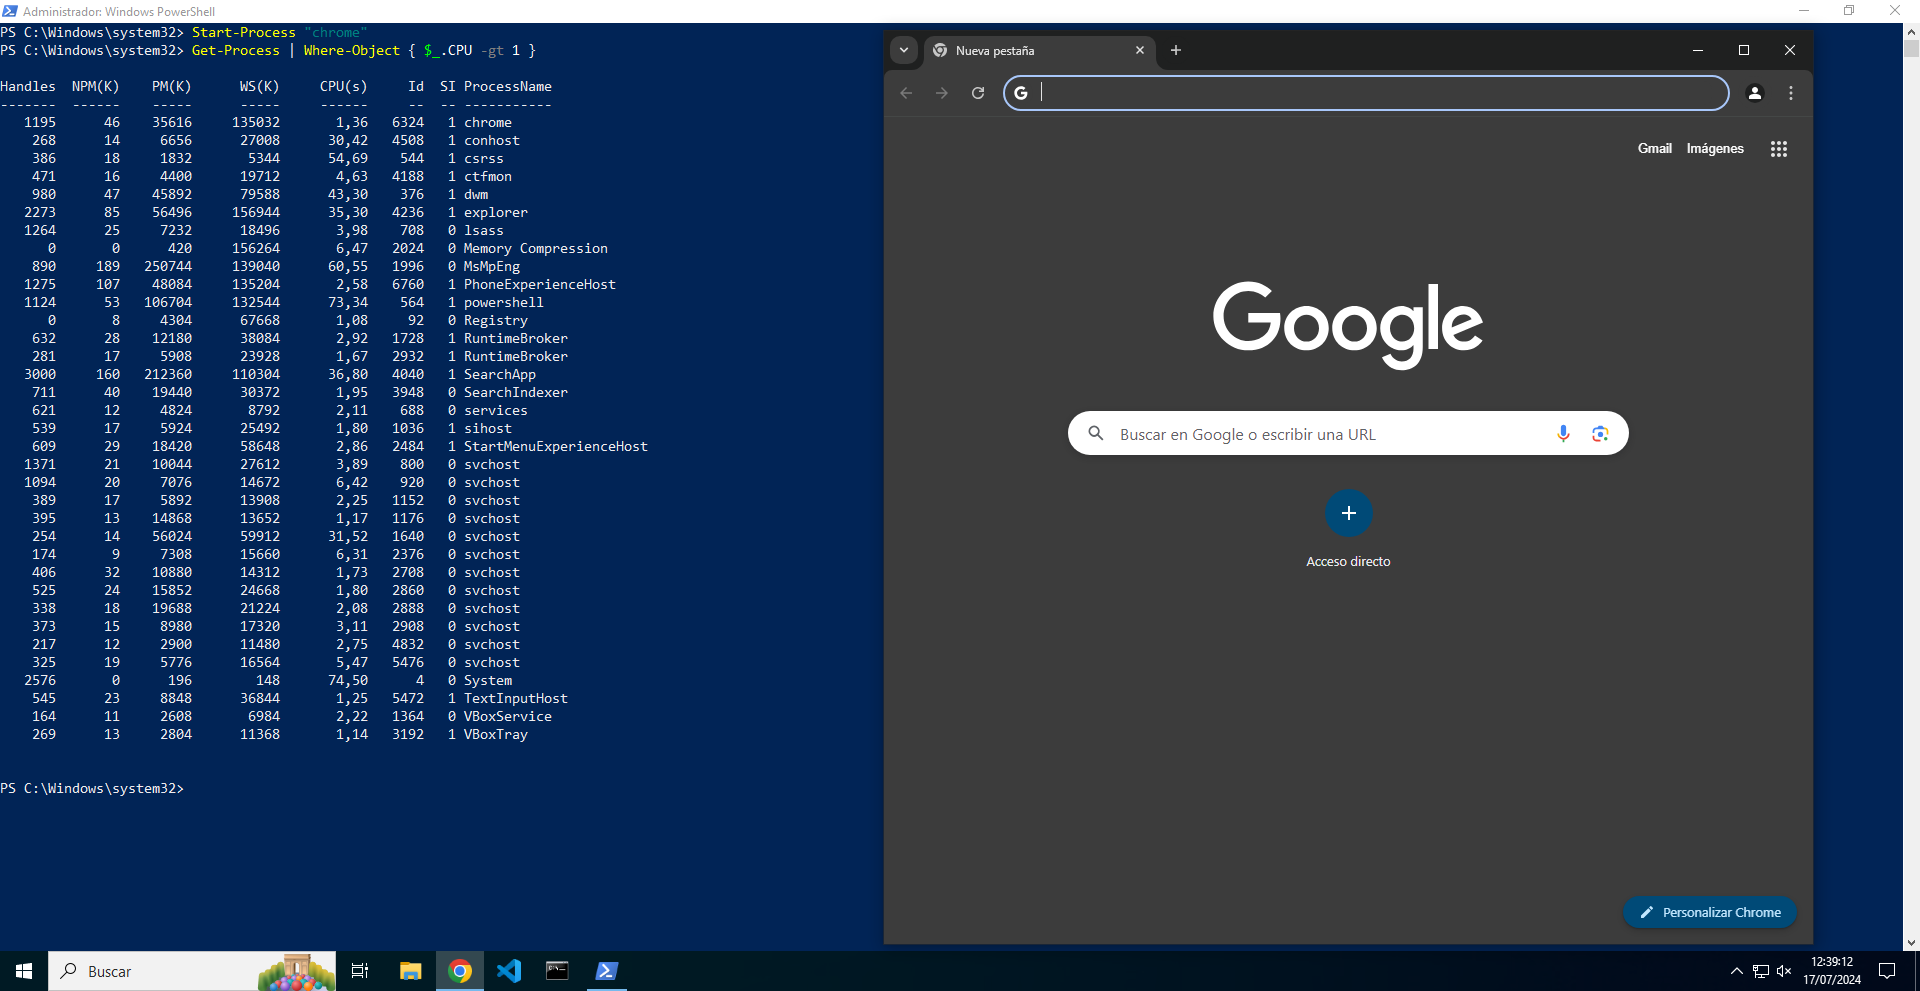 Administrador: Windows PowerShell
PS C:\Windows\system32> Start-Process "chrome"
PS C:\Windows\system32> Get-Process | Where-Object { $_.CPU -gt 1 }
Handles  NPM(K)    PM(K)      WS(K)     CPU(s)     Id  SI ProcessName
-------  ------    -----      -----     ------     --  -- -----------
   1195      46    35616     135032       1,36   6324   1 chrome
    268      14     6656      27008      30,42   4508   1 conhost
    386      18     1832       5344      54,69    544   1 csrss
    471      16     4400      19712       4,63   4188   1 ctfmon
    980      47    45892      79588      43,30    376   1 dwm
   2273      85    56496     156944      35,30   4236   1 explorer
   1264      25     7232      18496       3,98    708   0 lsass
      0       0      420     156264       6,47   2024   0 Memory Compression
    890     189   250744     139040      60,55   1996   0 MsMpEng
   1275     107    48084     135204       2,58   6760   1 PhoneExperienceHost
   1124      53   106704     132544      73,34    564   1 powershell
      0       8     4304      67668       1,08     92   0 Registry
    632      28    12180      38084       2,92   1728   1 RuntimeBroker
    281      17     5908      23928       1,67   2932   1 RuntimeBroker
   3000     160   212360     110304      36,80   4040   1 SearchApp
    711      40    19440      30372       1,95   3948   0 SearchIndexer
    621      12     4824       8792       2,11    688   0 services
    539      17     5924      25492       1,80   1036   1 sihost
    609      29    18420      58648       2,86   2484   1 StartMenuExperienceHost
   1371      21    10044      27612       3,89    800   0 svchost
   1094      20     7076      14672       6,42    920   0 svchost
    389      17     5892      13908       2,25   1152   0 svchost
    395      13    14868      13652       1,17   1176   0 svchost
    254      14    56024      59912      31,52   1640   0 svchost
    174       9     7308      15660       6,31   2376   0 svchost
    406      32    10880      14312       1,73   2708   0 svchost
    525      24    15852      24668       1,80   2860   0 svchost
    338      18    19688      21224       2,08   2888   0 svchost
    373      15     8980      17320       3,11   2908   0 svchost
    217      12     2900      11480       2,75   4832   0 svchost
    325      19     5776      16564       5,47   5476   0 svchost
   2576       0      196        148      74,50      4   0 System
    545      23     8848      36844       1,25   5472   1 TextInputHost
    164      11     2608       6984       2,22   1364   0 VBoxService
    269      13     2804      11368       1,14   3192   1 VBoxTray
PS C:\Windows\system32>
Nueva pestaña
Gmail Imágenes
Google
Buscar en Google o escribir una URL
Acceso directo
Personalizar Chrome
Buscar
12:39:12
17/07/2024